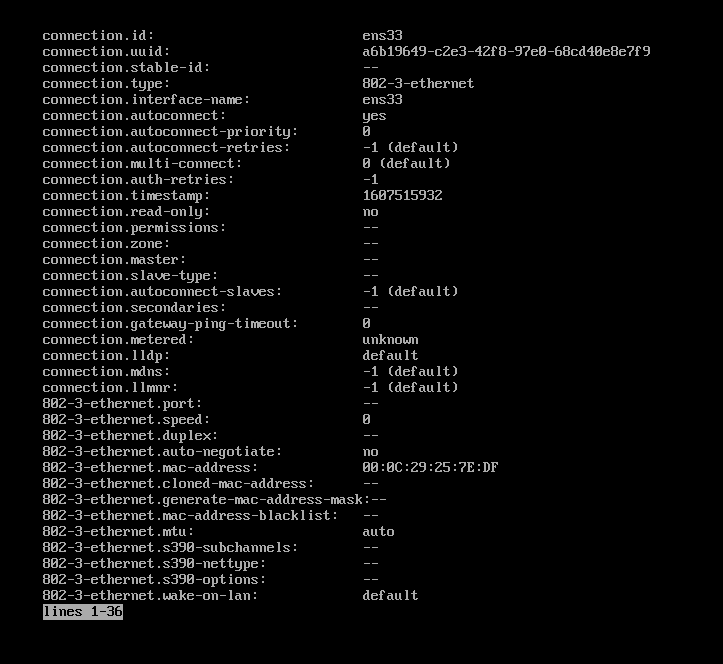 connection.id: ens33
connection.uuid: a6b19649-c2e3-42f8-97e0-68cd40e8e7f9
connection.stable-id: --
connection.type: 802-3-ethernet
connection.interface-name: ens33
connection.autoconnect: yes
connection.autoconnect-priority: 0
connection.autoconnect-retries: -1 (default)
connection.multi-connect: 0 (default)
connection.auth-retries: -1
connection.timestamp: 1607515932
connection.read-only: no
connection.permissions: --
connection.zone: --
connection.master: --
connection.slave-type: --
connection.autoconnect-slaves: -1 (default)
connection.secondaries: --
connection.gateway-ping-timeout: 0
connection.metered: unknown
connection.lldp: default
connection.mdns: -1 (default)
connection.llmnr: -1 (default)
802-3-ethernet.port: --
802-3-ethernet.speed: 0
802-3-ethernet.duplex: --
802-3-ethernet.auto-negotiate: no
802-3-ethernet.mac-address: 00:0C:29:25:7E:DF
802-3-ethernet.cloned-mac-address: --
802-3-ethernet.generate-mac-address-mask:--
802-3-ethernet.mac-address-blacklist: --
802-3-ethernet.mtu: auto
802-3-ethernet.s390-subchannels: --
802-3-ethernet.s390-nettype: --
802-3-ethernet.s390-options: --
802-3-ethernet.wake-on-lan: default
lines 1-36